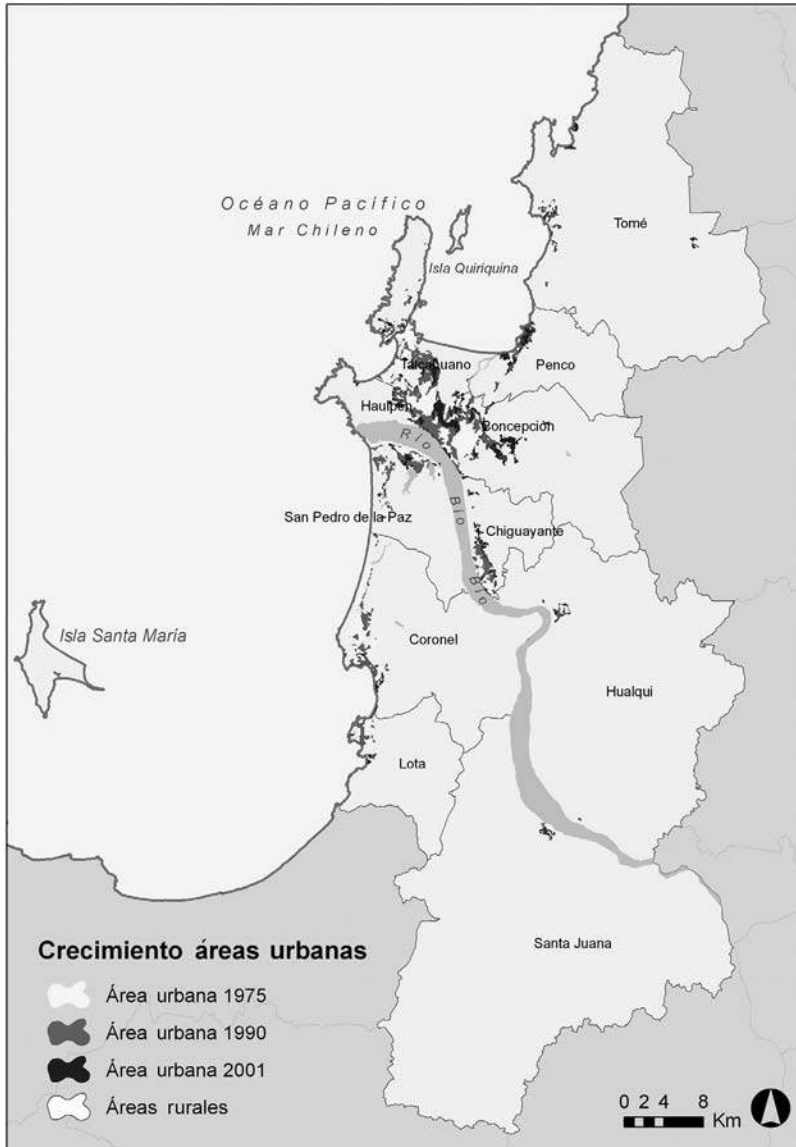 Océano Pacífico
Mar Chileno
Isla Quiriquina
Tomé
Talcahuano
Penco
Haulpén
Concepción
Río
Bío
Bío
San Pedro de la Paz
Chiguayante
Isla Santa María
Coronel
Hualqui
Lota
Santa Juana
Crecimiento áreas urbanas
Área urbana 1975
Área urbana 1990
Área urbana 2001
Áreas rurales
0 2 4 8
Km